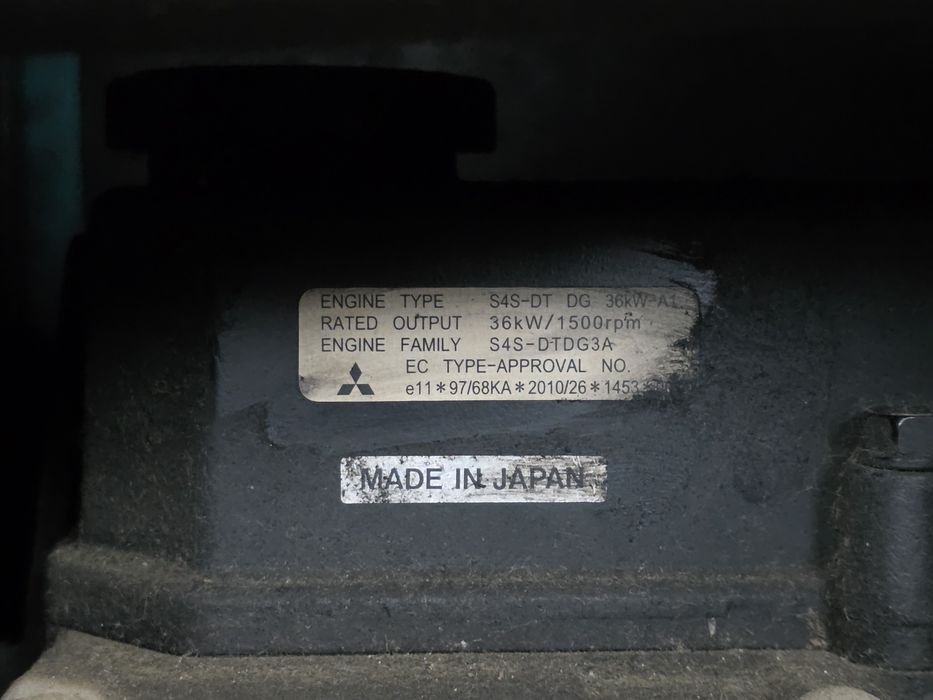 ENGINE TYPE S4S-DT DG 36kW-A1
RATED OUTPUT 36kW/1500rpm
ENGINE FAMILY S4S-DTDG3A
EC TYPE-APPROVAL NO.
e11*97/68KA*2010/26*1453
MADE IN JAPAN